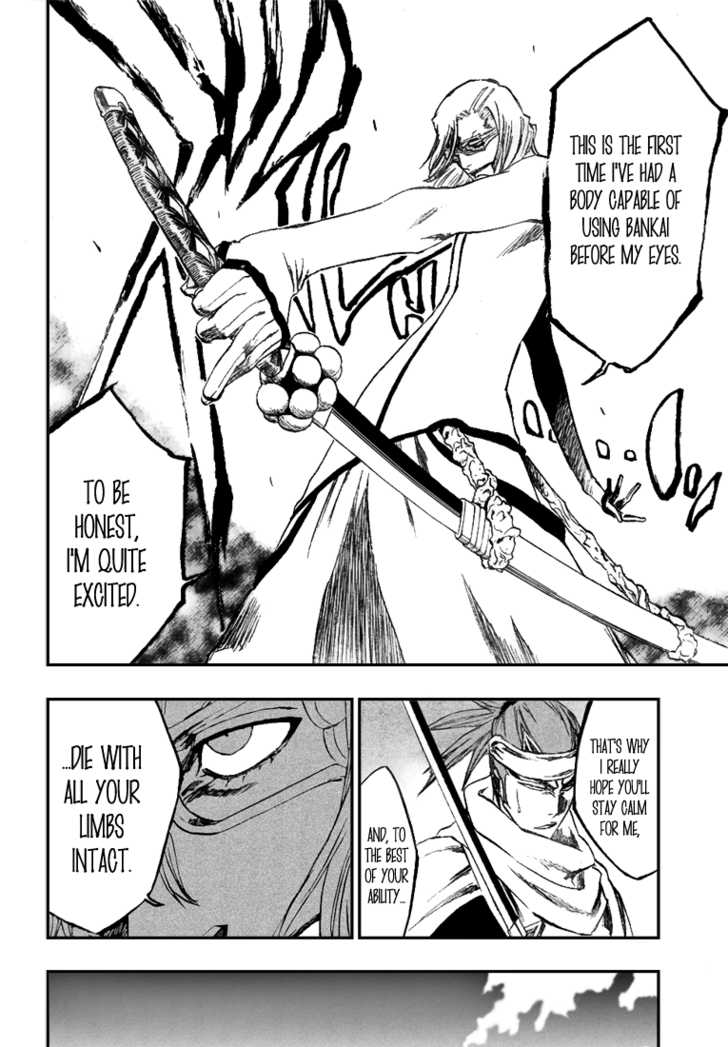 THIS IS THE FIRST
TIME I'VE HAD A
BODY CAPABLE OF
USING BANKAI
BEFORE MY EYES.
TO BE
HONEST,
I'M QUITE
EXCITED.
THAT'S WHY
I REALLY
HOPE YOU'LL
STAY CALM
FOR ME,
AND, TO
THE BEST
OF YOUR
ABILITY...
...DIE WITH
ALL YOUR
LIMBS
INTACT.